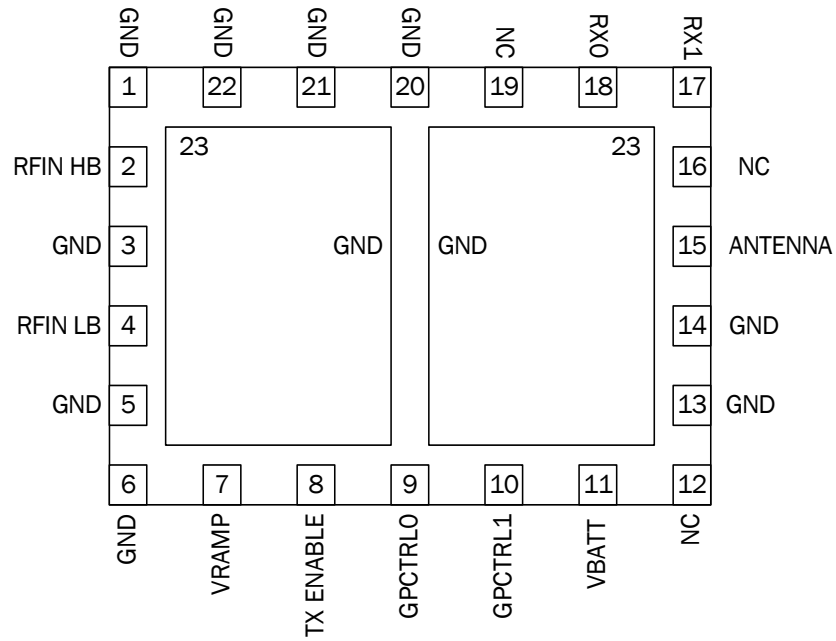 GND
GND
GND
GND
NC
RX0
RX1
1
22
21
20
19
18
17
23
23
RFIN HB
2
16
NC
GND
3
GND
GND
15
ANTENNA
RFIN LB
4
14
GND
GND
5
13
GND
6
7
8
9
10
11
12
GND
VRAMP
TX ENABLE
GPCTRL0
GPCTRL1
VBATT
NC